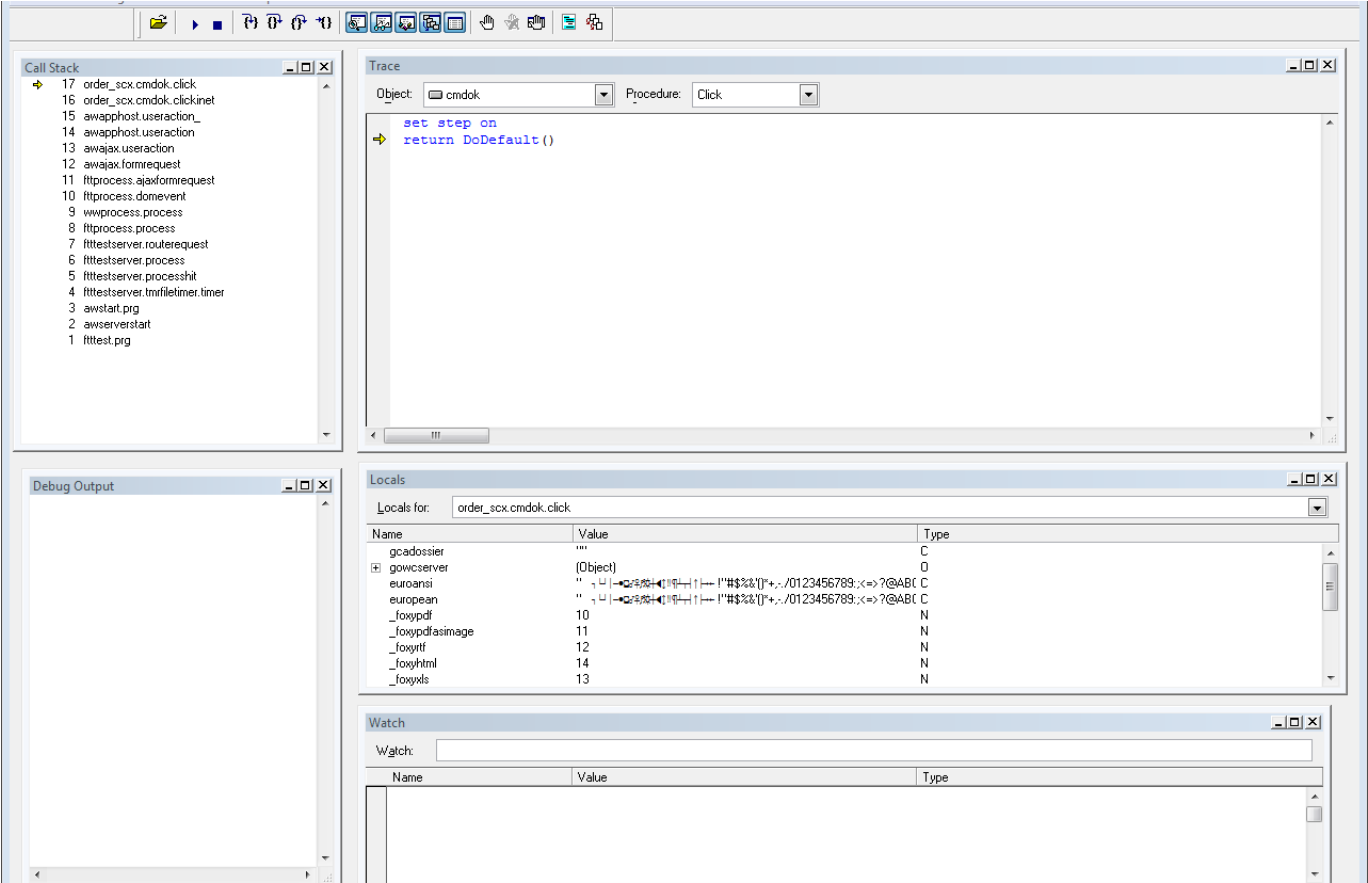 Call Stack
17 order_scx.cmdok.click
16 order_scx.cmdok.clickinet
15 awapphost.useraction_
14 awapphost.useraction
13 awajax.useraction
12 awajax.formrequest
11 fttprocess.ajaxformrequest
10 fttprocess.domevent
9 wwprocess.process
8 fttprocess.process
7 ftttestserver.routerequest
6 ftttestserver.process
5 ftttestserver.processhit
4 ftttestserver.tmrfiletimer.timer
3 awstart.prg
2 awserverstart
1 ftttest.prg
Trace
Object: cmdok Procedure: Click
set step on
return DoDefault()
Debug Output
Locals
Locals for: order_scx.cmdok.click
Name Value Type
gcadossier "" C
gowcserver (Object) O
euroansi C
european C
_foxypdf 10 N
_foxypdfasimage 11 N
_foxyrtf 12 N
_foxyhtml 14 N
_foxyxls 13 N
Watch
Watch:
Name Value Type